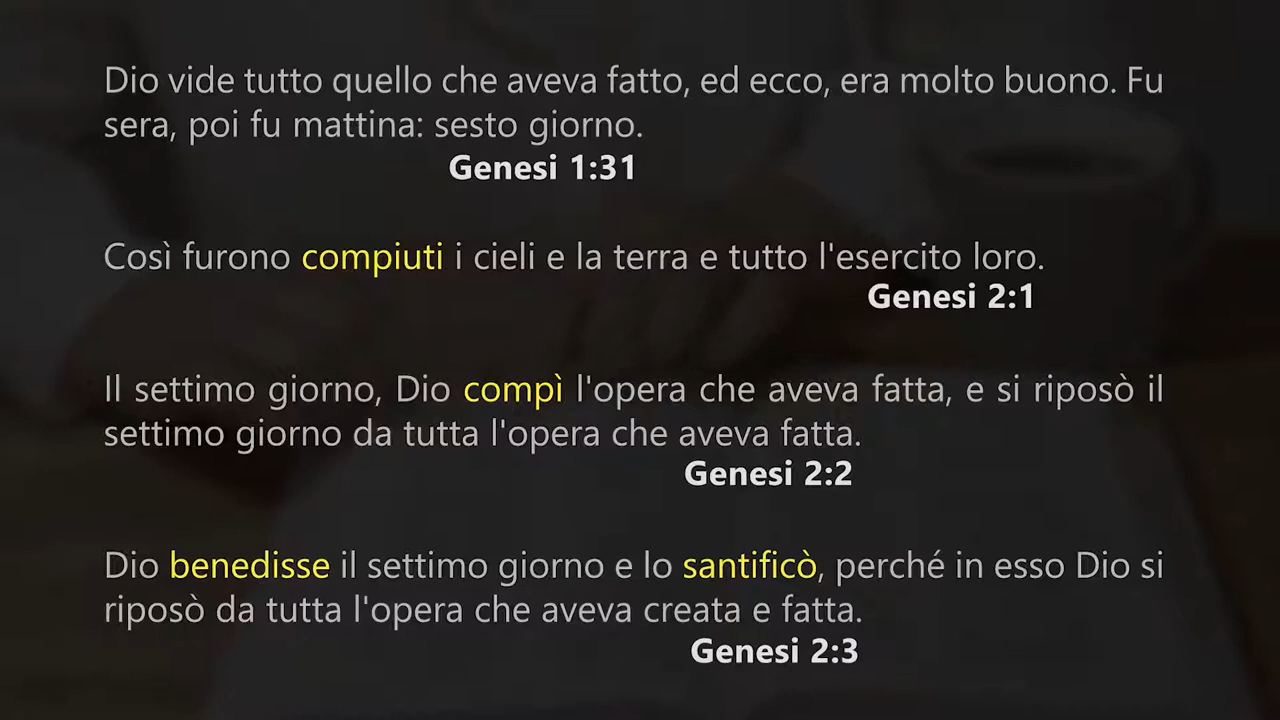 Dio vide tutto quello che aveva fatto, ed ecco, era molto buono. Fu
sera, poi fu mattina: sesto giorno.
Genesi 1:31
Così furono compiuti i cieli e la terra e tutto l'esercito loro.
Genesi 2:1
Il settimo giorno, Dio compì l'opera che aveva fatta, e si riposò il
settimo giorno da tutta l'opera che aveva fatta.
Genesi 2:2
Dio benedisse il settimo giorno e lo santificò, perché in esso Dio si
riposò da tutta l'opera che aveva creata e fatta.
Genesi 2:3